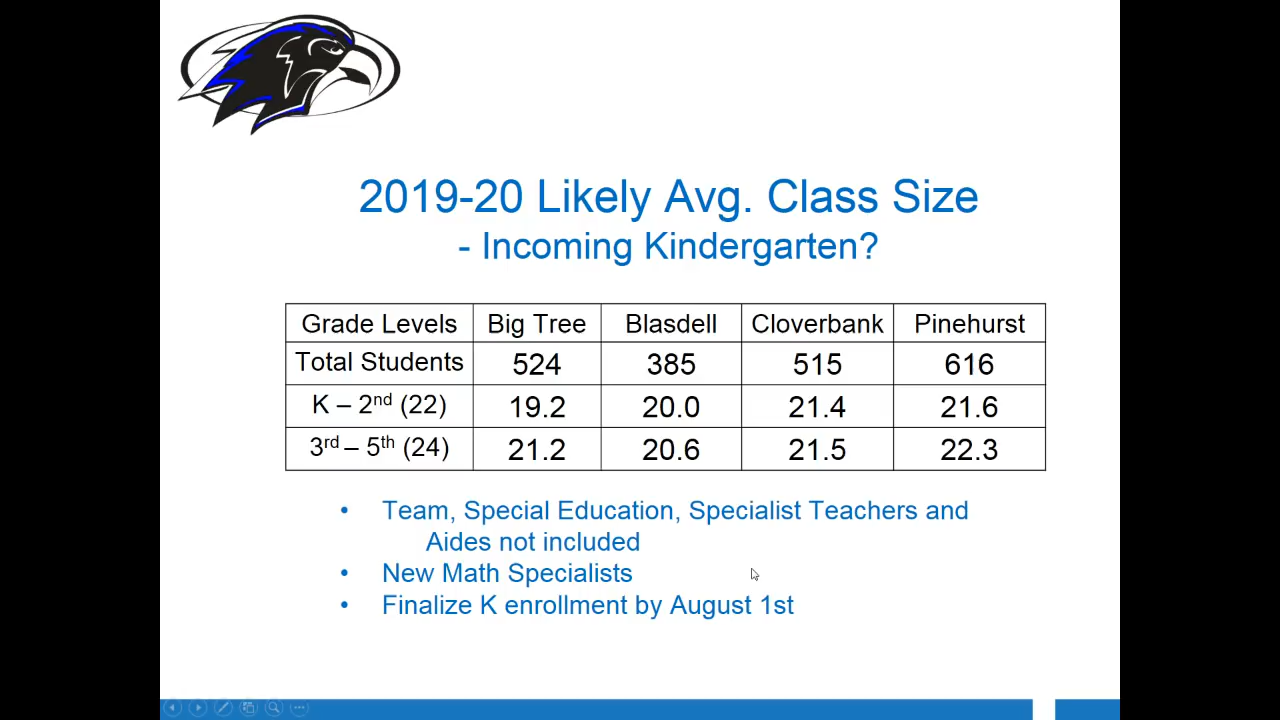 2019-20 Likely Avg. Class Size
- Incoming Kindergarten?
Grade Levels Big Tree Blasdell Cloverbank Pinehurst
Total Students 524 385 515 616
K – 2nd (22) 19.2 20.0 21.4 21.6
3rd – 5th (24) 21.2 20.6 21.5 22.3
• Team, Special Education, Specialist Teachers and
Aides not included
• New Math Specialists
• Finalize K enrollment by August 1st